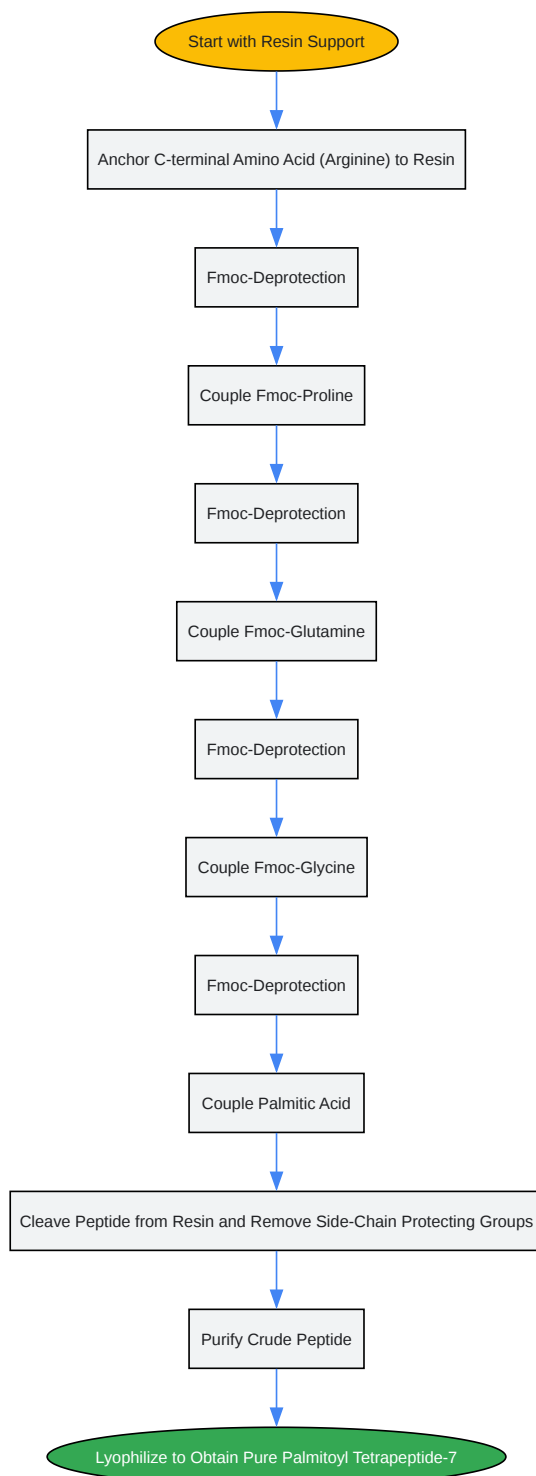 Start with Resin Support
Anchor C-terminal Amino Acid (Arginine) to Resin
Fmoc-Deprotection
Couple Fmoc-Proline
Fmoc-Deprotection
Couple Fmoc-Glutamine
Fmoc-Deprotection
Couple Fmoc-Glycine
Fmoc-Deprotection
Couple Palmitic Acid
Cleave Peptide from Resin and Remove Side-Chain Protecting Groups
Purify Crude Peptide
Lyophilize to Obtain Pure Palmitoyl Tetrapeptide-7